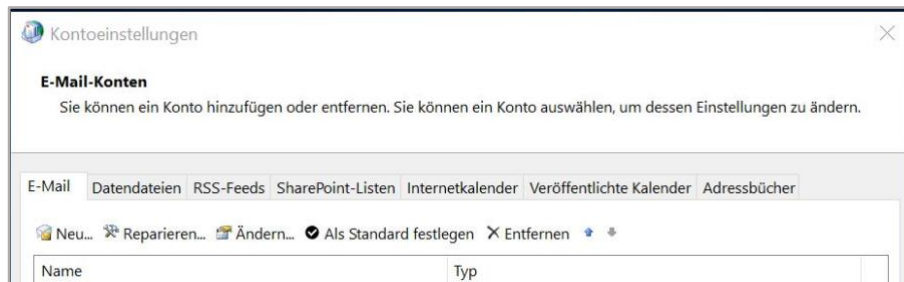 Kontoeinstellungen
E-Mail-Konten
Sie können ein Konto hinzufügen oder entfernen. Sie können ein Konto auswählen, um dessen Einstellungen zu ändern.
E-Mail Datendateien RSS-Feeds SharePoint-Listen Internetkalender Veröffentlichte Kalender Adressbücher
Neu... Reparieren... Ändern... Als Standard festlegen Entfernen
Name Typ